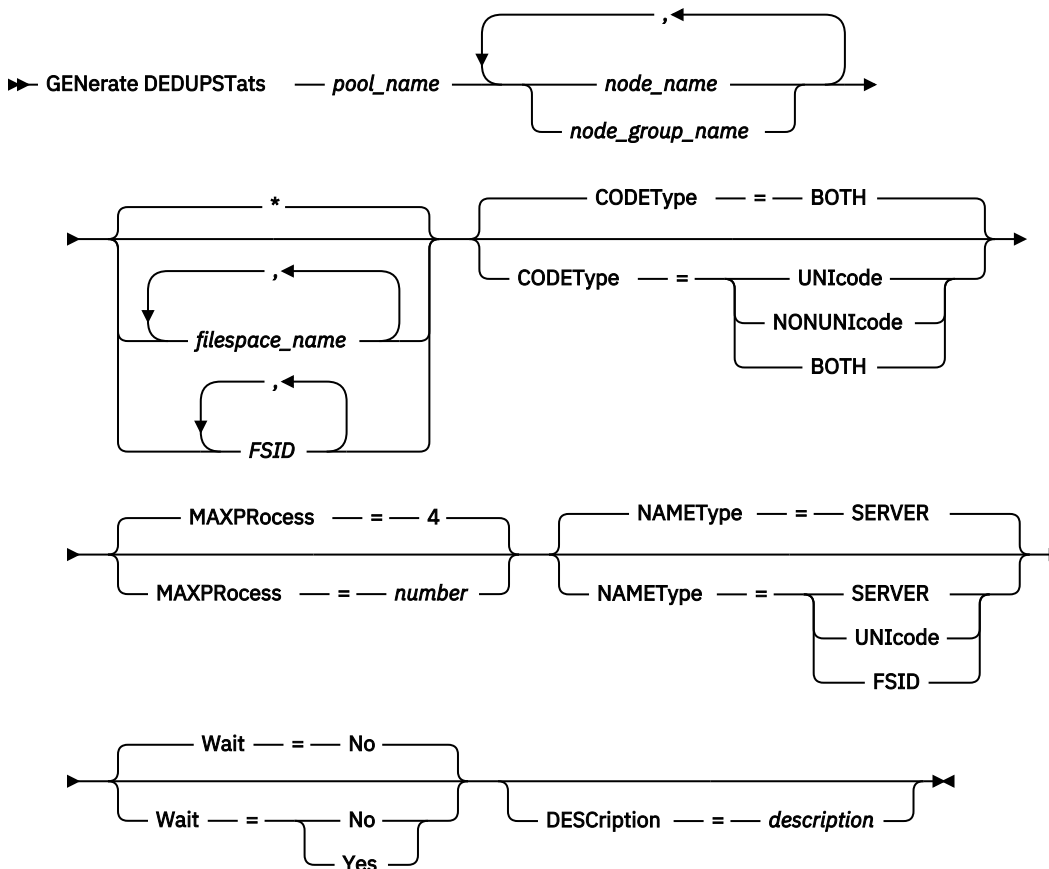 ,
GENerate DEDUPSTats pool_name node_name
node_group_name
*
,
filespace_name
,
FSID
CODEType = BOTH
CODEType = UNIcode
NONUNIcode
BOTH
MAXPRocess = 4
MAXPRocess = number
NAMEType = SERVER
NAMEType = SERVER
UNIcode
FSID
Wait = No
Wait = No
Yes
DESCription = description